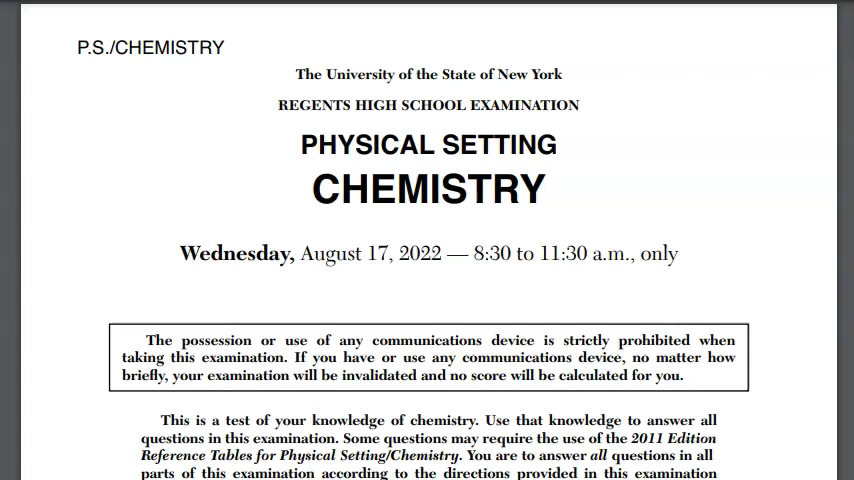 P.S./CHEMISTRY
The University of the State of New York
REGENTS HIGH SCHOOL EXAMINATION
PHYSICAL SETTING
CHEMISTRY
Wednesday, August 17, 2022 — 8:30 to 11:30 a.m., only
The possession or use of any communications device is strictly prohibited when
taking this examination. If you have or use any communications device, no matter how
briefly, your examination will be invalidated and no score will be calculated for you.
This is a test of your knowledge of chemistry. Use that knowledge to answer all
questions in this examination. Some questions may require the use of the 2011 Edition
Reference Tables for Physical Setting/Chemistry. You are to answer all questions in all
parts of this examination according to the directions provided in this examination